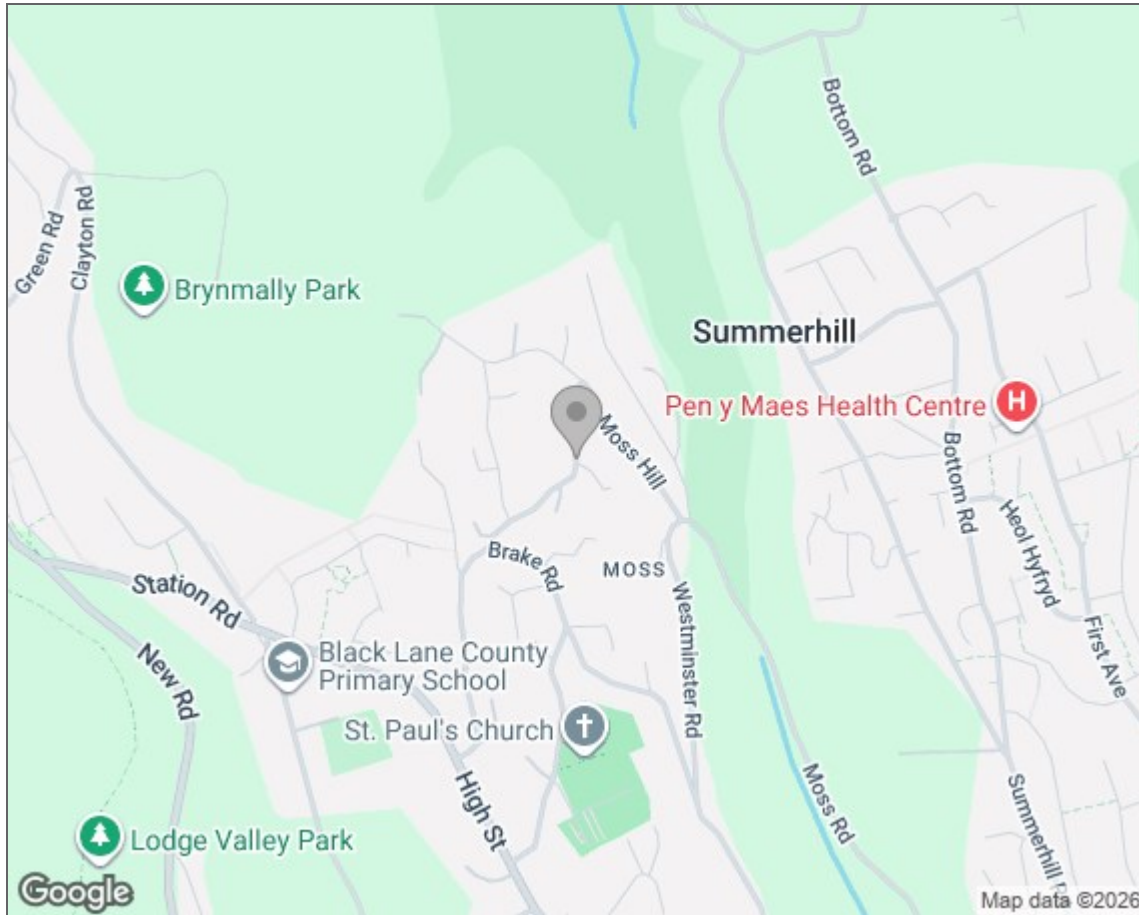 Bottom Rd
Green Rd
Clayton Rd
Brynmally Park
Summerhill
Pen y Maes Health Centre
H
Moss Hill
Bottom Rd
Heol Hyfryd
Brake Rd
MOSS
Station Rd
Westminster Rd
First Ave
New Rd
Black Lane County
Primary School
St. Paul's Church
High St
Moss Rd
Summerhill R
Lodge Valley Park
Google
Map data ©2026